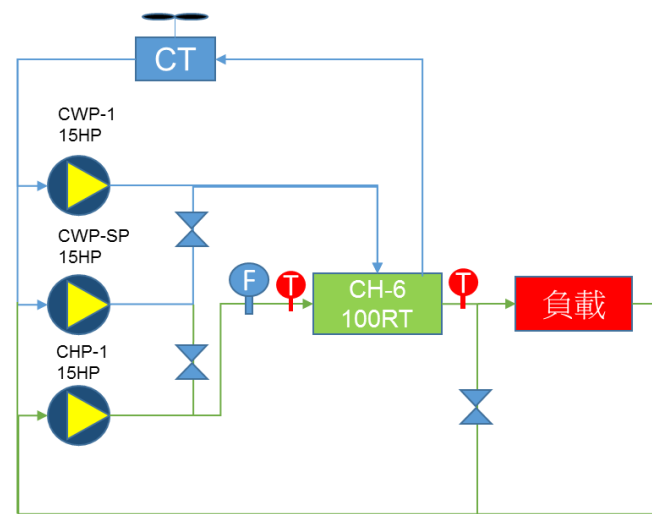 CT
CWP-1
15HP
CWP-SP
15HP
CHP-1
15HP
F
T
CH-6
100RT
T
負載